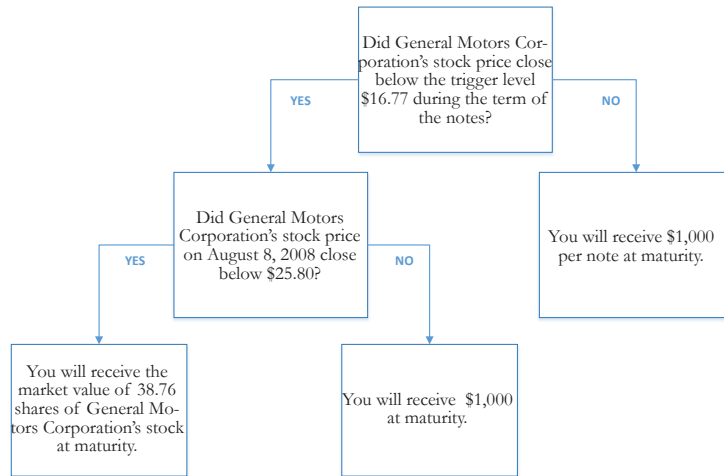 Did General Motors Cor-
poration's stock price close
below the trigger level
$16.77 during the term of
the notes?
YES
NO
Did General Motors
Corporation's stock price
on August 8, 2008 close
below $25.80?
You will receive $1,000
per note at maturity.
YES
NO
You will receive the
market value of 38.76
shares of General Mo-
tors Corporation's stock
at maturity.
You will receive $1,000
at maturity.